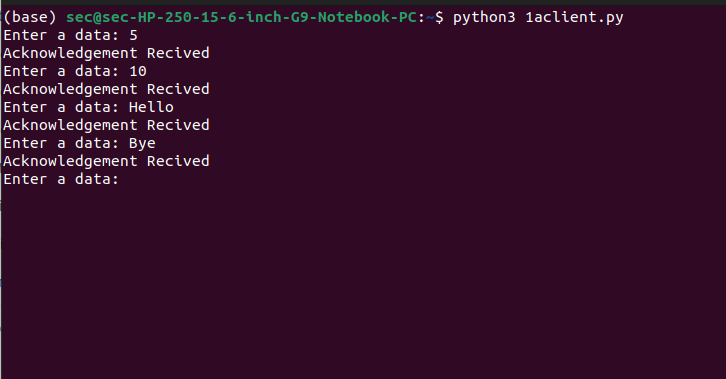 (base) sec@sec-HP-250-15-6-inch-G9-Notebook-PC:~$ python3 1aclient.py
Enter a data: 5
Acknowledgement Recived
Enter a data: 10
Acknowledgement Recived
Enter a data: Hello
Acknowledgement Recived
Enter a data: Bye
Acknowledgement Recived
Enter a data: